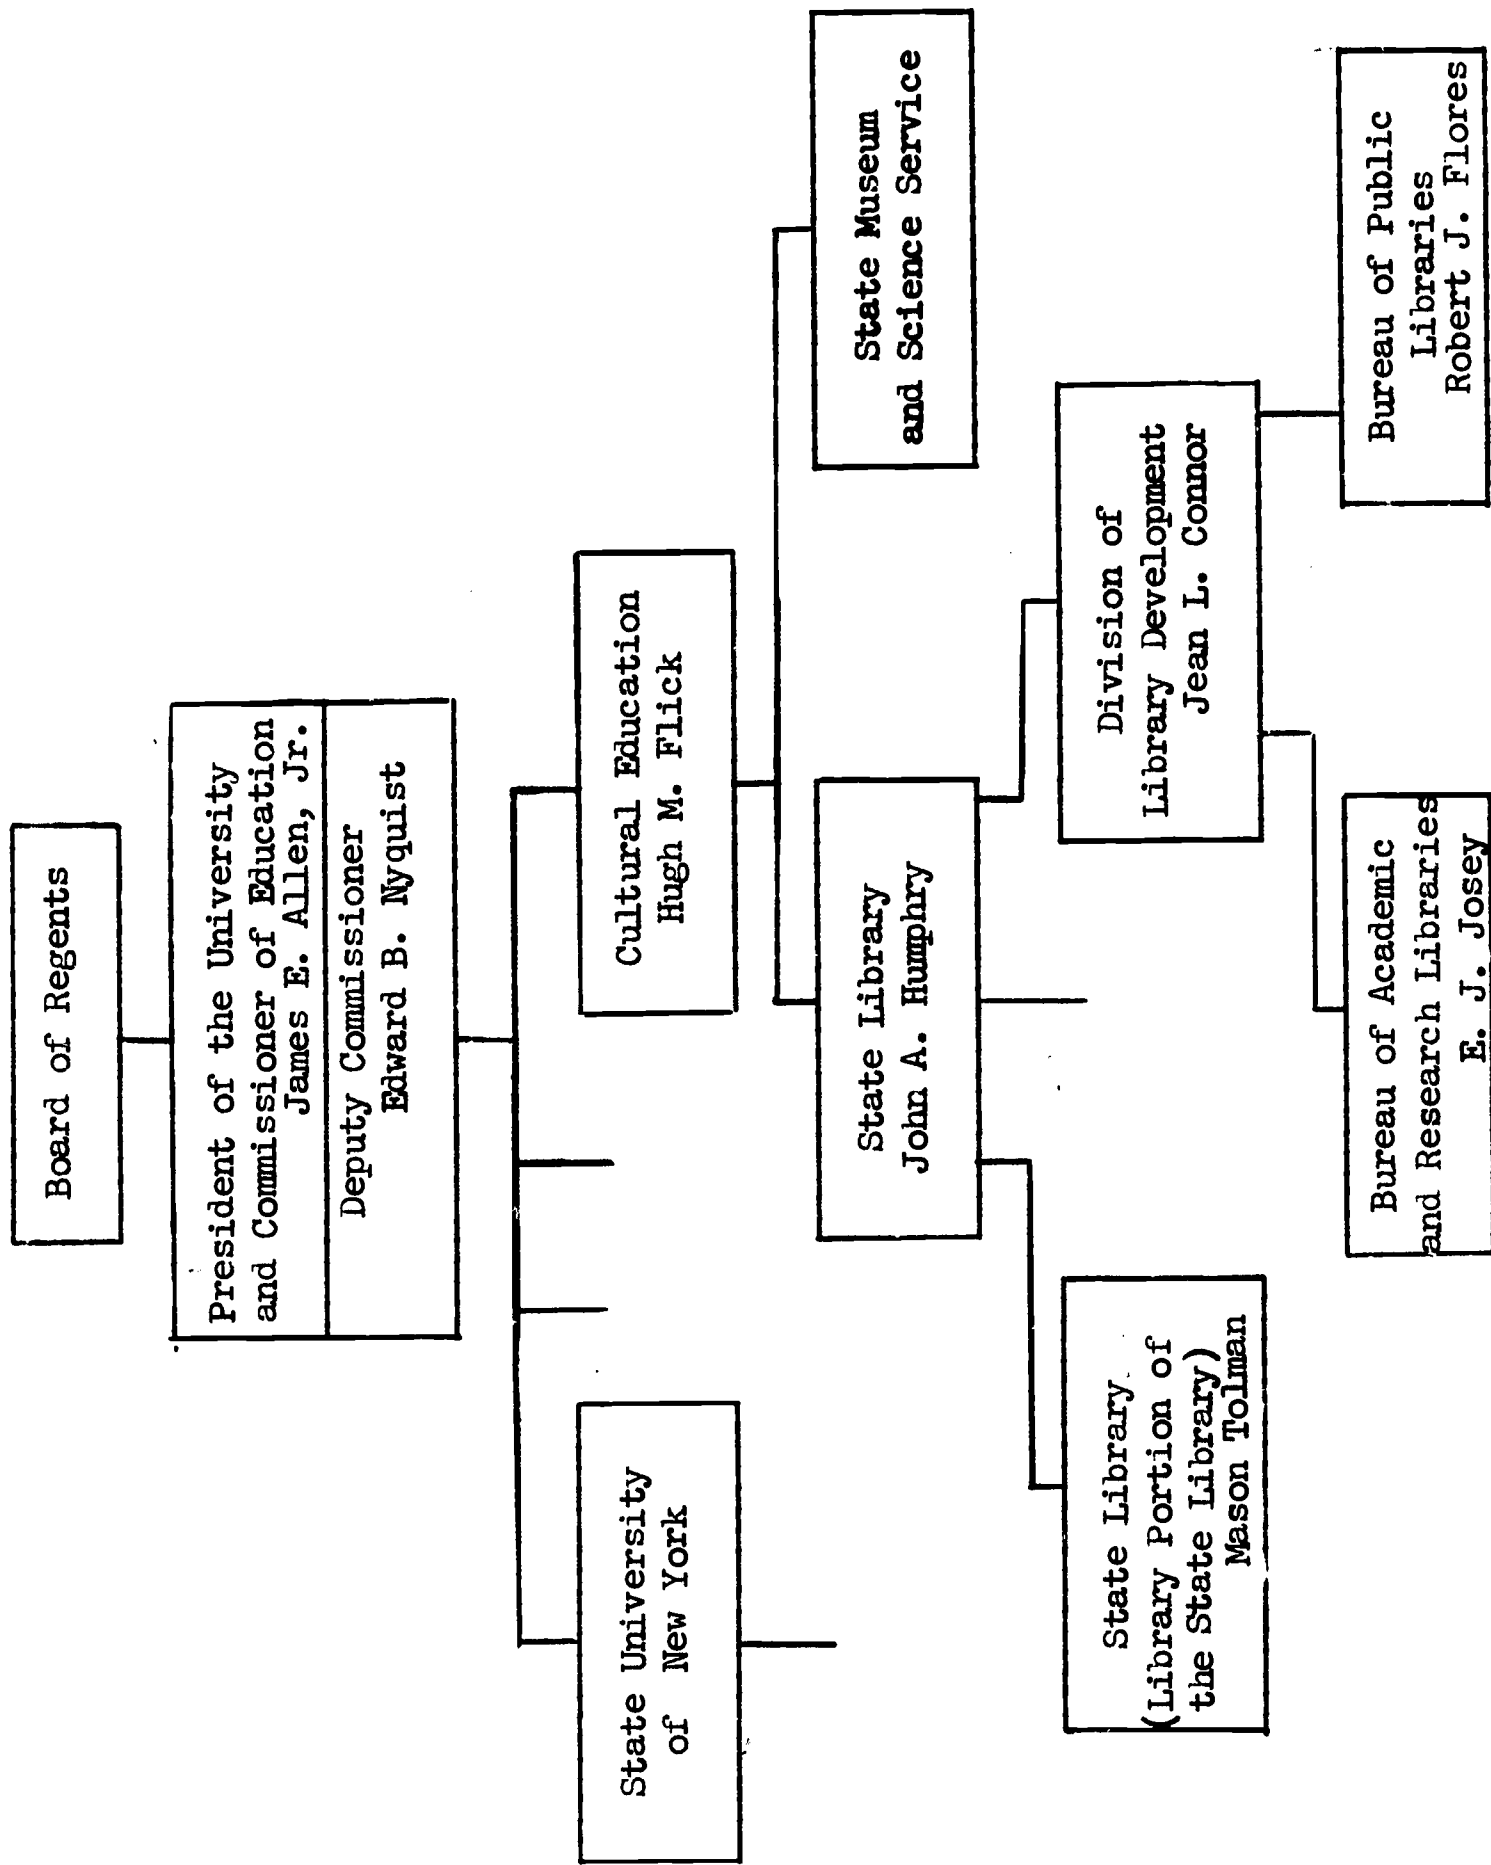 Board of Regents
President of the University
and Commissioner of Education
James E. Allen, Jr.
Deputy Commissioner
Edward B. Nyquist
State University
of New York
Cultural Education
Hugh M. Flick
State Library
John A. Humphry
State Museum
and Science Service
State Library
(Library Portion of
the State Library)
Mason Tolman
Division of
Library Development
Jean L. Connor
Bureau of Academic
and Research Libraries
E. J. Josey
Bureau of Public
Libraries
Robert J. Flores